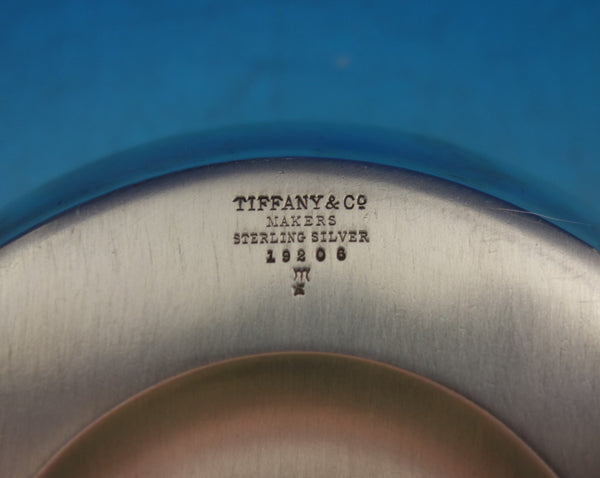 TIFFANY & Co
MAKERS
STERLING SILVER
19206
m